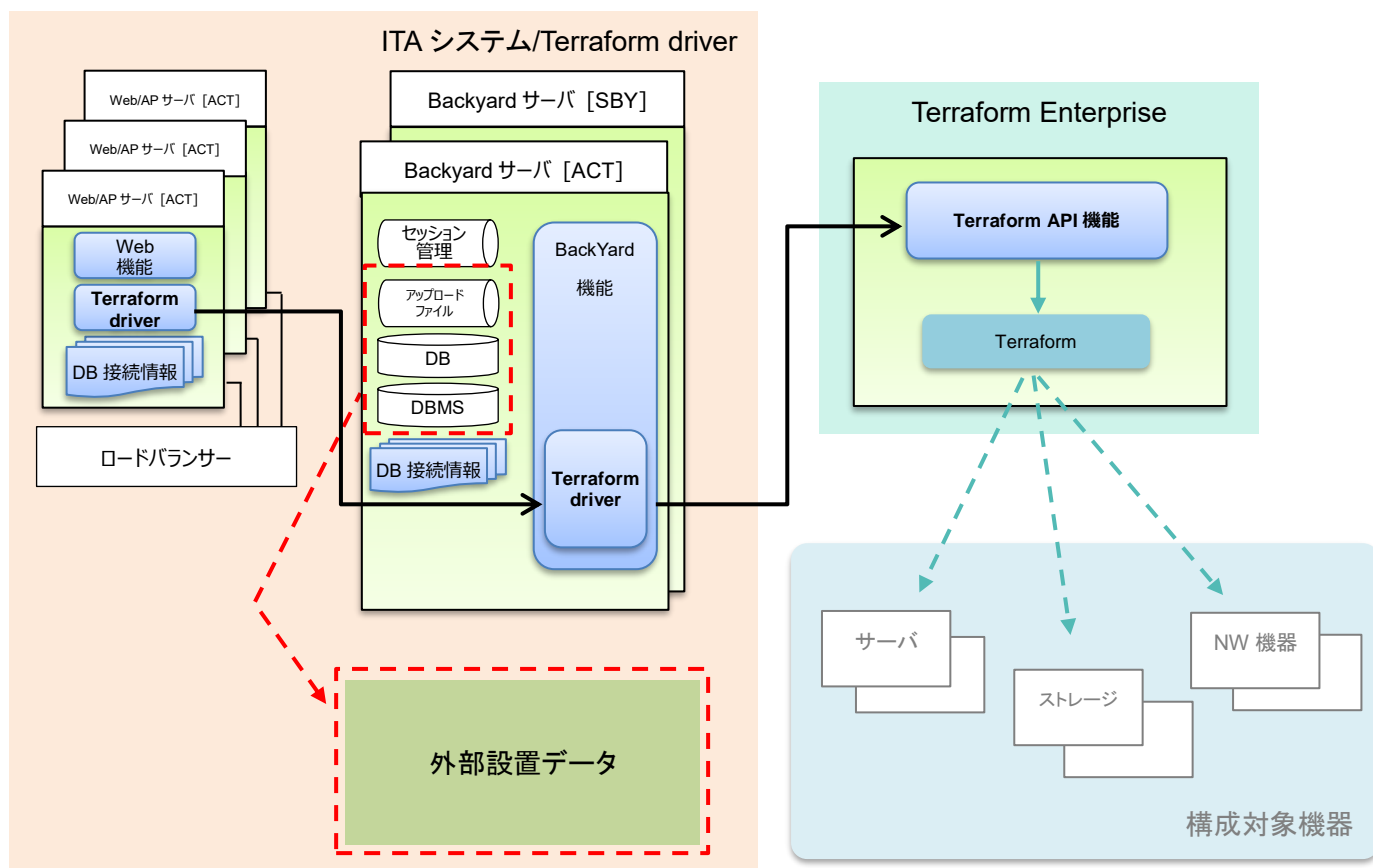 ITA システム/Terraform driver
Web/AP サーバ [ACT]
Web/AP サーバ [ACT]
Web/AP サーバ [ACT]
Web
機能
Terraform
driver
DB 接続情報
ロードバランサー
Backyard サーバ [SBY]
Backyard サーバ [ACT]
セッション
管理
アップロード
ファイル
DB
DBMS
DB 接続情報
BackYard
機能
Terraform
driver
外部設置データ
Terraform Enterprise
Terraform API 機能
Terraform
サーバ
ストレージ
NW 機器
構成対象機器